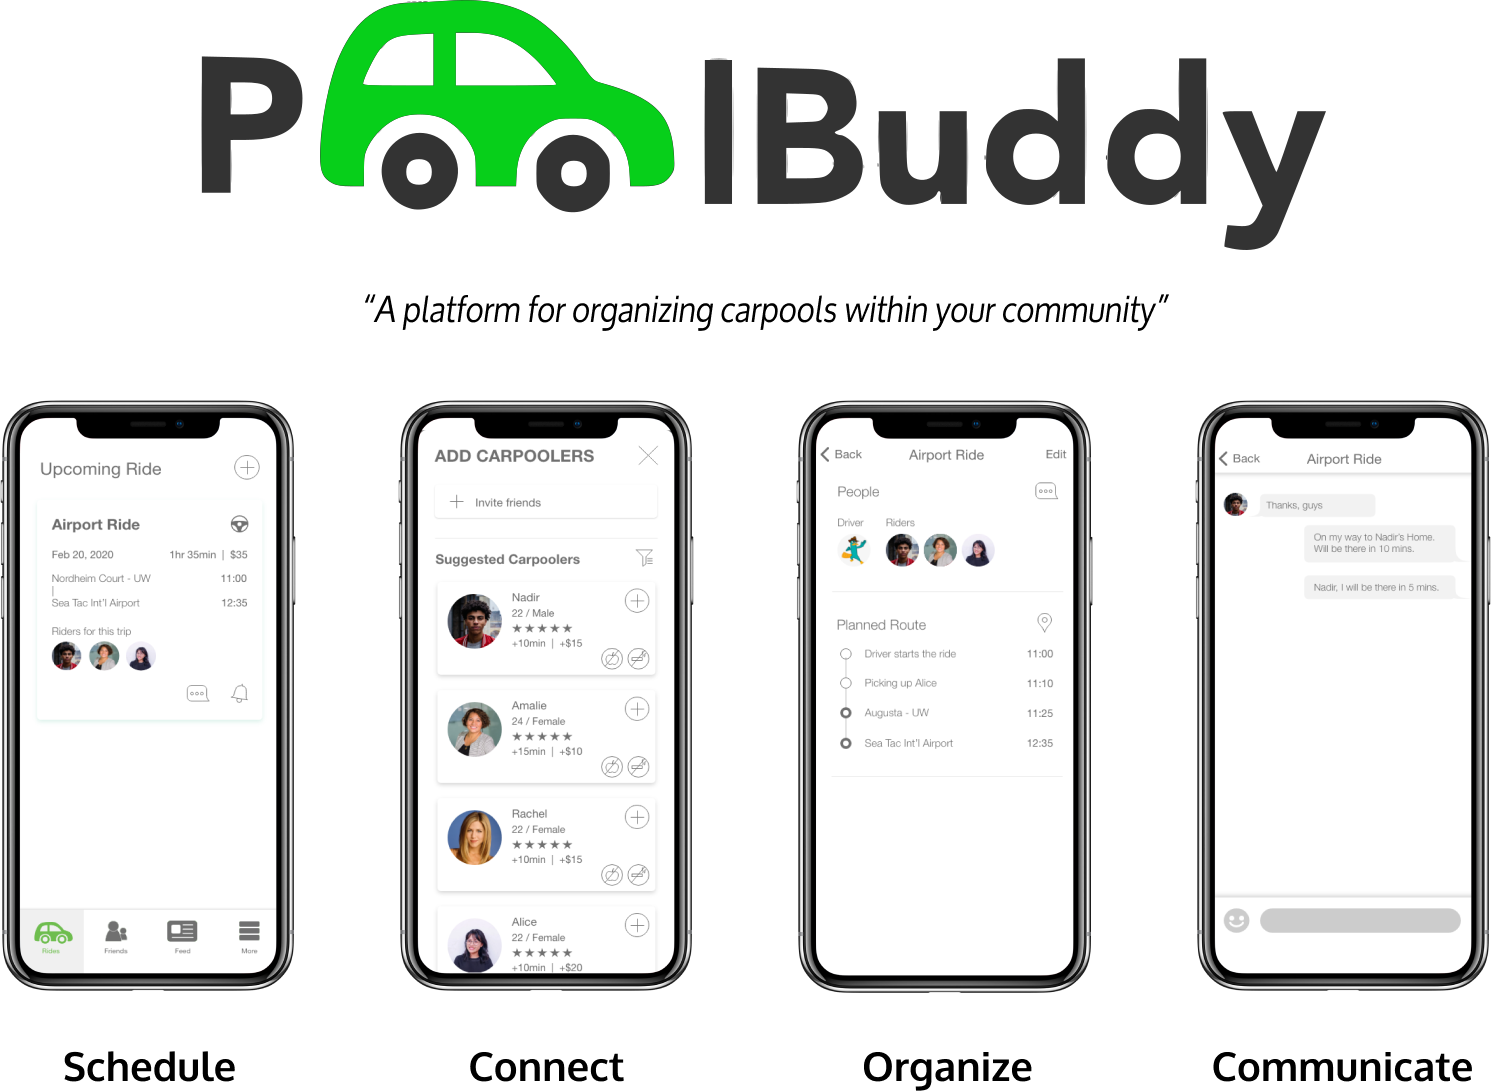 PoolBuddy
“A platform for organizing carpools within your community”
Upcoming Ride
Airport Ride
Feb 20, 2020 1hr 35min | $35
Nordheim Court - UW 11:00
|
Sea Tac Int'l Airport 12:35
Riders for this trip
Rides Friends Feed More
Schedule
ADD CARPOOLERS
Invite friends
Suggested Carpoolers
Nadir
22 / Male
★★★★★
+10min | +$15
Amalie
24 / Female
★★★★★
+15min | +$10
Rachel
22 / Female
★★★★★
+10min | +$15
Alice
22 / Female
★★★★★
+10min | +$20
Connect
Back Airport Ride Edit
People
Driver Riders
Planned Route
Driver starts the ride 11:00
Picking up Alice 11:10
Augusta - UW 11:25
Sea Tac Int'l Airport 12:35
Organize
Back Airport Ride
Thanks, guys
On my way to Nadir's Home.
Will be there in 10 mins.
Nadir, I will be there in 5 mins.
Communicate